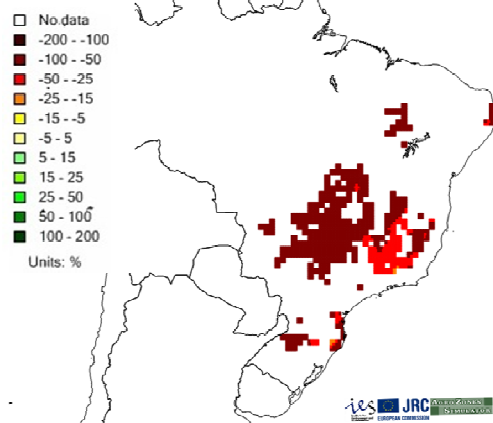 No.data
-200 - -100
-100 - -50
-50 - -25
-25 - -15
-15 - -5
-5 - 5
5 - 15
15 - 25
25 - 50
50 - 100
100 - 200
Units: %
ies JRC AGROZONES SIMULATOR
EUROPEAN COMMISSION